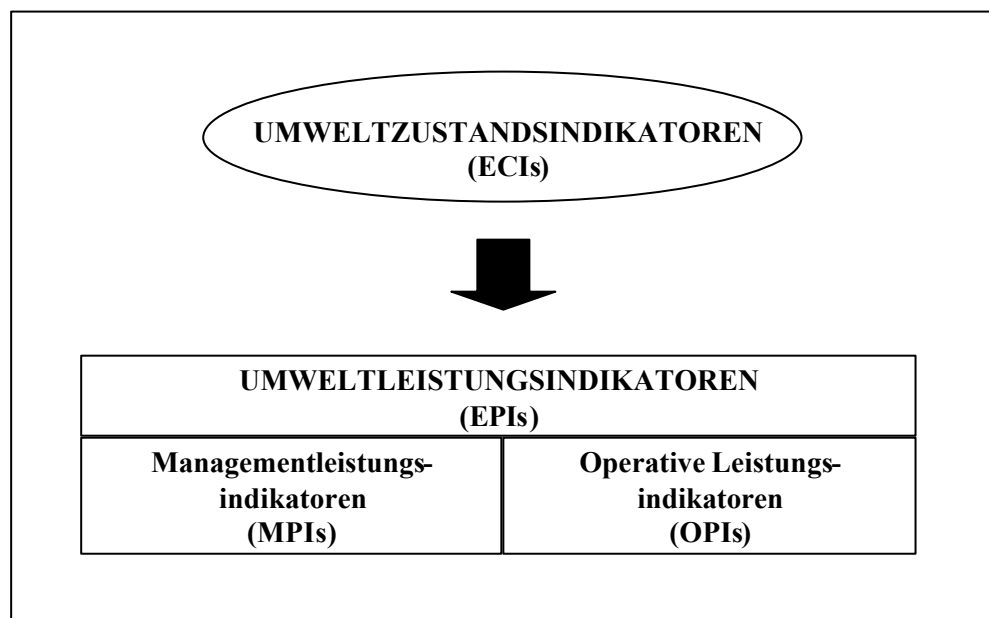 UMWELTZUSTANDSINDIKATOREN
(ECIs)
UMWELTLEISTUNGSINDIKATOREN
(EPIs)
Managementleistungs-
indikatoren
(MPIs)
Operative Leistungs-
indikatoren
(OPIs)